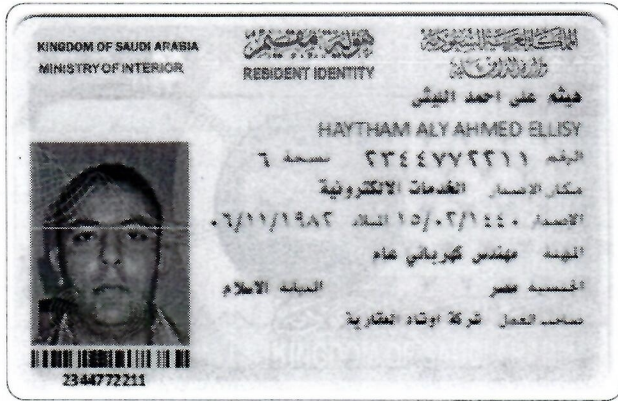 KINGDOM OF SAUDI ARABIA
MINISTRY OF INTERIOR
هوية مقيم
RESIDENT IDENTITY
المملكة العربية السعودية
وزارة الداخلية
هيثم على احمد الليثى
HAYTHAM ALY AHMED ELLISY
الرقم ٢٣٤٤٧٧٢٢١١ نسخة ٦
مكان الاصدار الخدمات الالكترونية
الاصدار ١٥/٠٢/١٤٤٠ الميلاد ٠٦/١١/١٩٨٢
المهنة مهندس كهربائي عام
الجنسية مصر الديانة الاسلام
صاحب العمل شركة اوتاد العقارية
2344772211